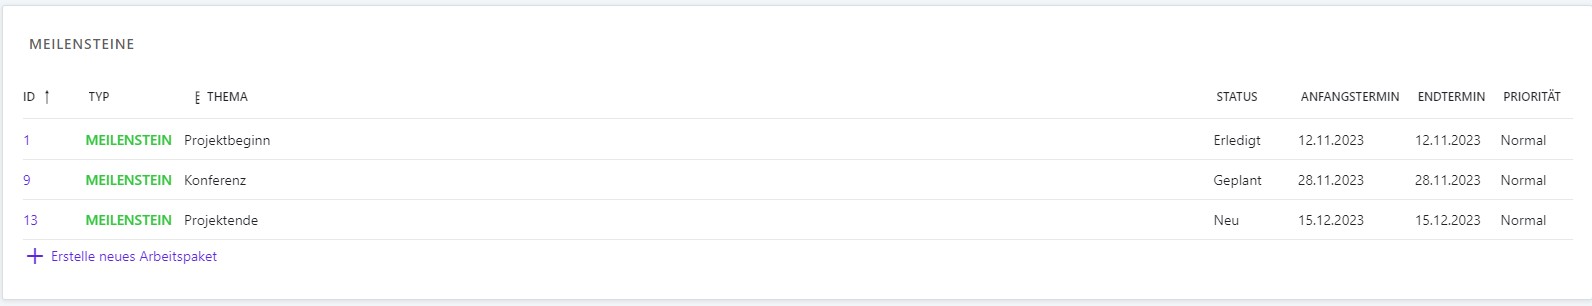 MEILENSTEINE
ID ↑ TYP THEMA STATUS ANFANGSTERMIN ENDTERMIN PRIORITÄT
1 MEILENSTEIN Projektbeginn Erledigt 12.11.2023 12.11.2023 Normal
9 MEILENSTEIN Konferenz Geplant 28.11.2023 28.11.2023 Normal
13 MEILENSTEIN Projektende Neu 15.12.2023 15.12.2023 Normal
+ Erstelle neues Arbeitspaket